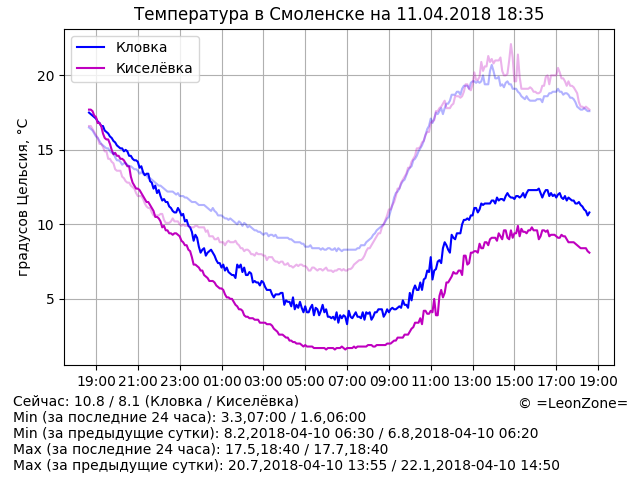 Температура в Смоленске на 11.04.2018 18:35
Кловка
Киселёвка
градусов Цельсия, °C
20
15
10
5
19:00 21:00 23:00 01:00 03:00 05:00 07:00 09:00 11:00 13:00 15:00 17:00 19:00
Сейчас: 10.8 / 8.1 (Кловка / Киселёвка)
© =LeonZone=
Min (за последние 24 часа): 3.3,07:00 / 1.6,06:00
Min (за предыдущие сутки): 8.2,2018-04-10 06:30 / 6.8,2018-04-10 06:20
Max (за последние 24 часа): 17.5,18:40 / 17.7,18:40
Max (за предыдущие сутки): 20.7,2018-04-10 13:55 / 22.1,2018-04-10 14:50